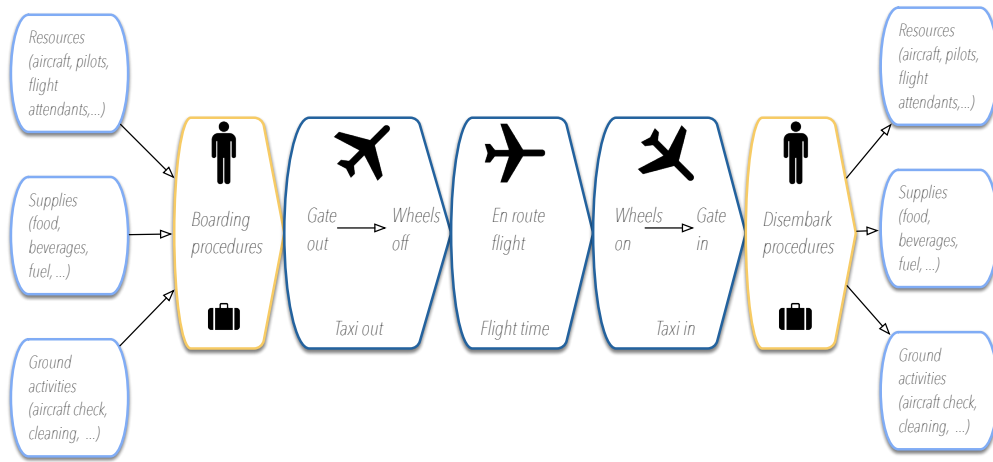 Resources
(aircraft, pilots,
flight
attendants,...)
Supplies
(food,
beverages,
fuel, ...)
Ground
activities
(aircraft check,
cleaning, ...)
Boarding
procedures
Gate
out
Wheels
off
Taxi out
En route
flight
Flight time
Wheels
on
Gate
in
Taxi in
Disembark
procedures
Resources
(aircraft, pilots,
flight
attendants,...)
Supplies
(food,
beverages,
fuel, ...)
Ground
activities
(aircraft check,
cleaning, ...)